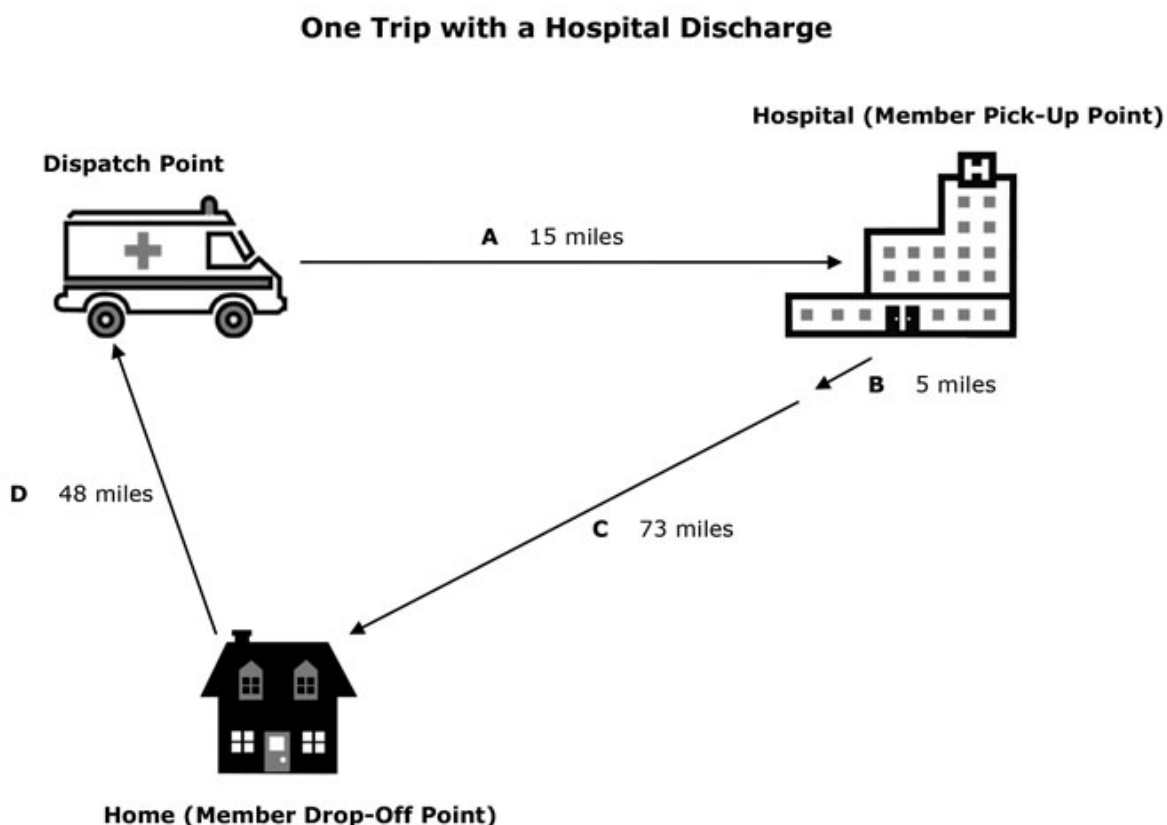 One Trip with a Hospital Discharge
Hospital (Member Pick-Up Point)
Dispatch Point
H
A 15 miles
B 5 miles
D 48 miles
C 73 miles
Home (Member Drop-Off Point)